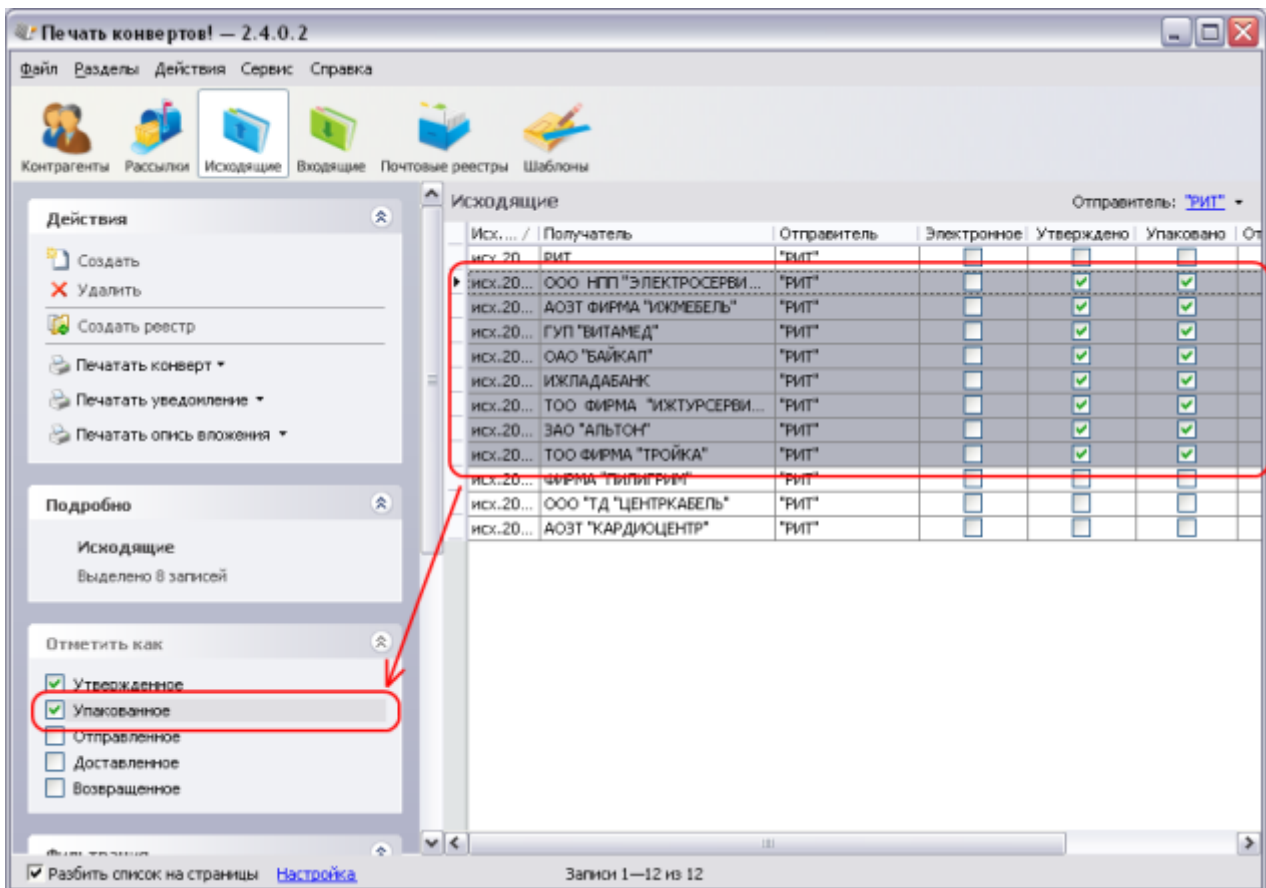 Печать конвертов! — 2.4.0.2
Файл Разделы Действия Сервис Справка
Контрагенты Рассылки Исходящие Входящие Почтовые реестры Шаблоны
Действия
Создать
Удалить
Создать реестр
Печатать конверт
Печатать уведомление
Печатать опись вложения
Подробно
Исходящие
Выделено 8 записей
Отметить как
Утвержденное
Упакованное
Отправленное
Доставленное
Возвращенное
Фильтрация
Исходящие Отправитель: "РИТ"
Исх.... / Получатель Отправитель Электронное Утверждено Упаковано От
исх.20... РИТ "РИТ"
исх.20... ООО НПП "ЭЛЕКТРОСЕРВИ... "РИТ"
исх.20... АОЗТ ФИРМА "ИЖМЕБЕЛЬ" "РИТ"
исх.20... ГУП "ВИТАМЕД" "РИТ"
исх.20... ОАО "БАЙКАЛ" "РИТ"
исх.20... ИЖЛАДАБАНК "РИТ"
исх.20... ТОО ФИРМА "ИЖТУРСЕРВИ... "РИТ"
исх.20... ЗАО "АЛЬТОН" "РИТ"
исх.20... ТОО ФИРМА "ТРОЙКА" "РИТ"
исх.20... ФИРМА "ПИЛИГРИМ" "РИТ"
исх.20... ООО "ТД "ЦЕНТРКАБЕЛЬ" "РИТ"
исх.20... АОЗТ "КАРДИОЦЕНТР" "РИТ"
Разбить список на страницы Настройка Записи 1—12 из 12